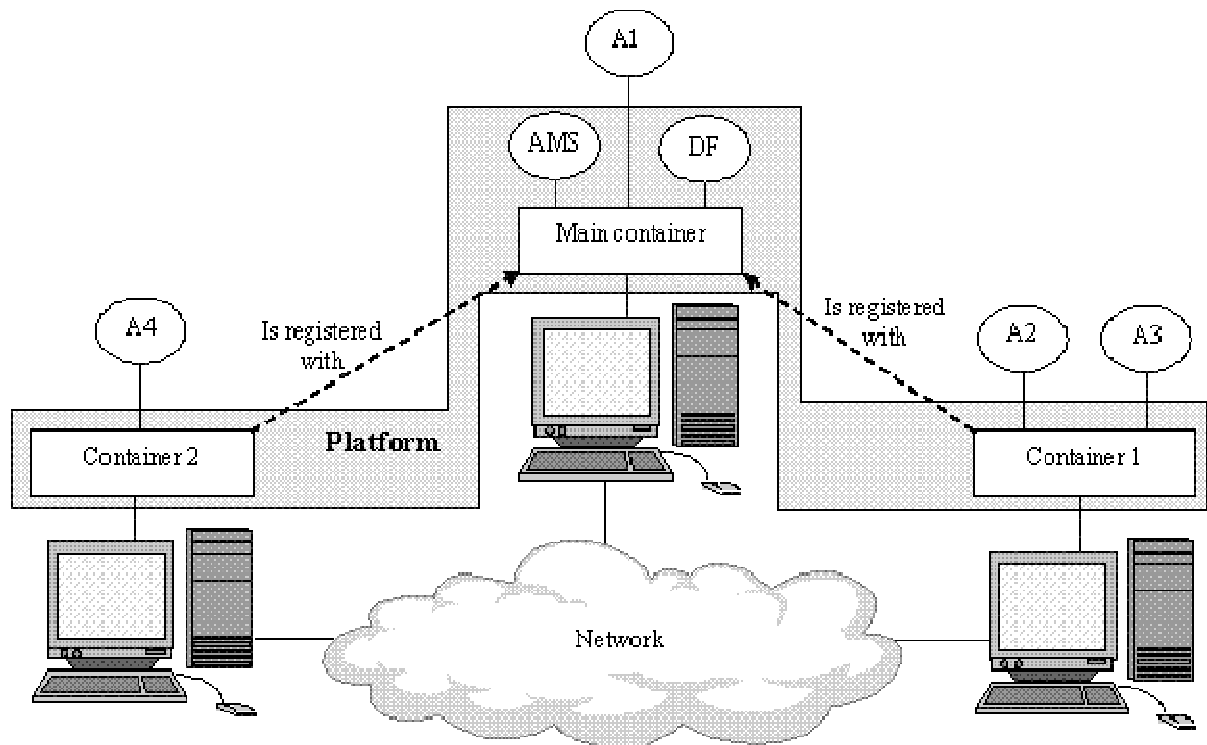 A1
AMS
DF
Main container
A4
Is registered
with
Is registered
with
A2
A3
Platform
Container 2
Container 1
Network